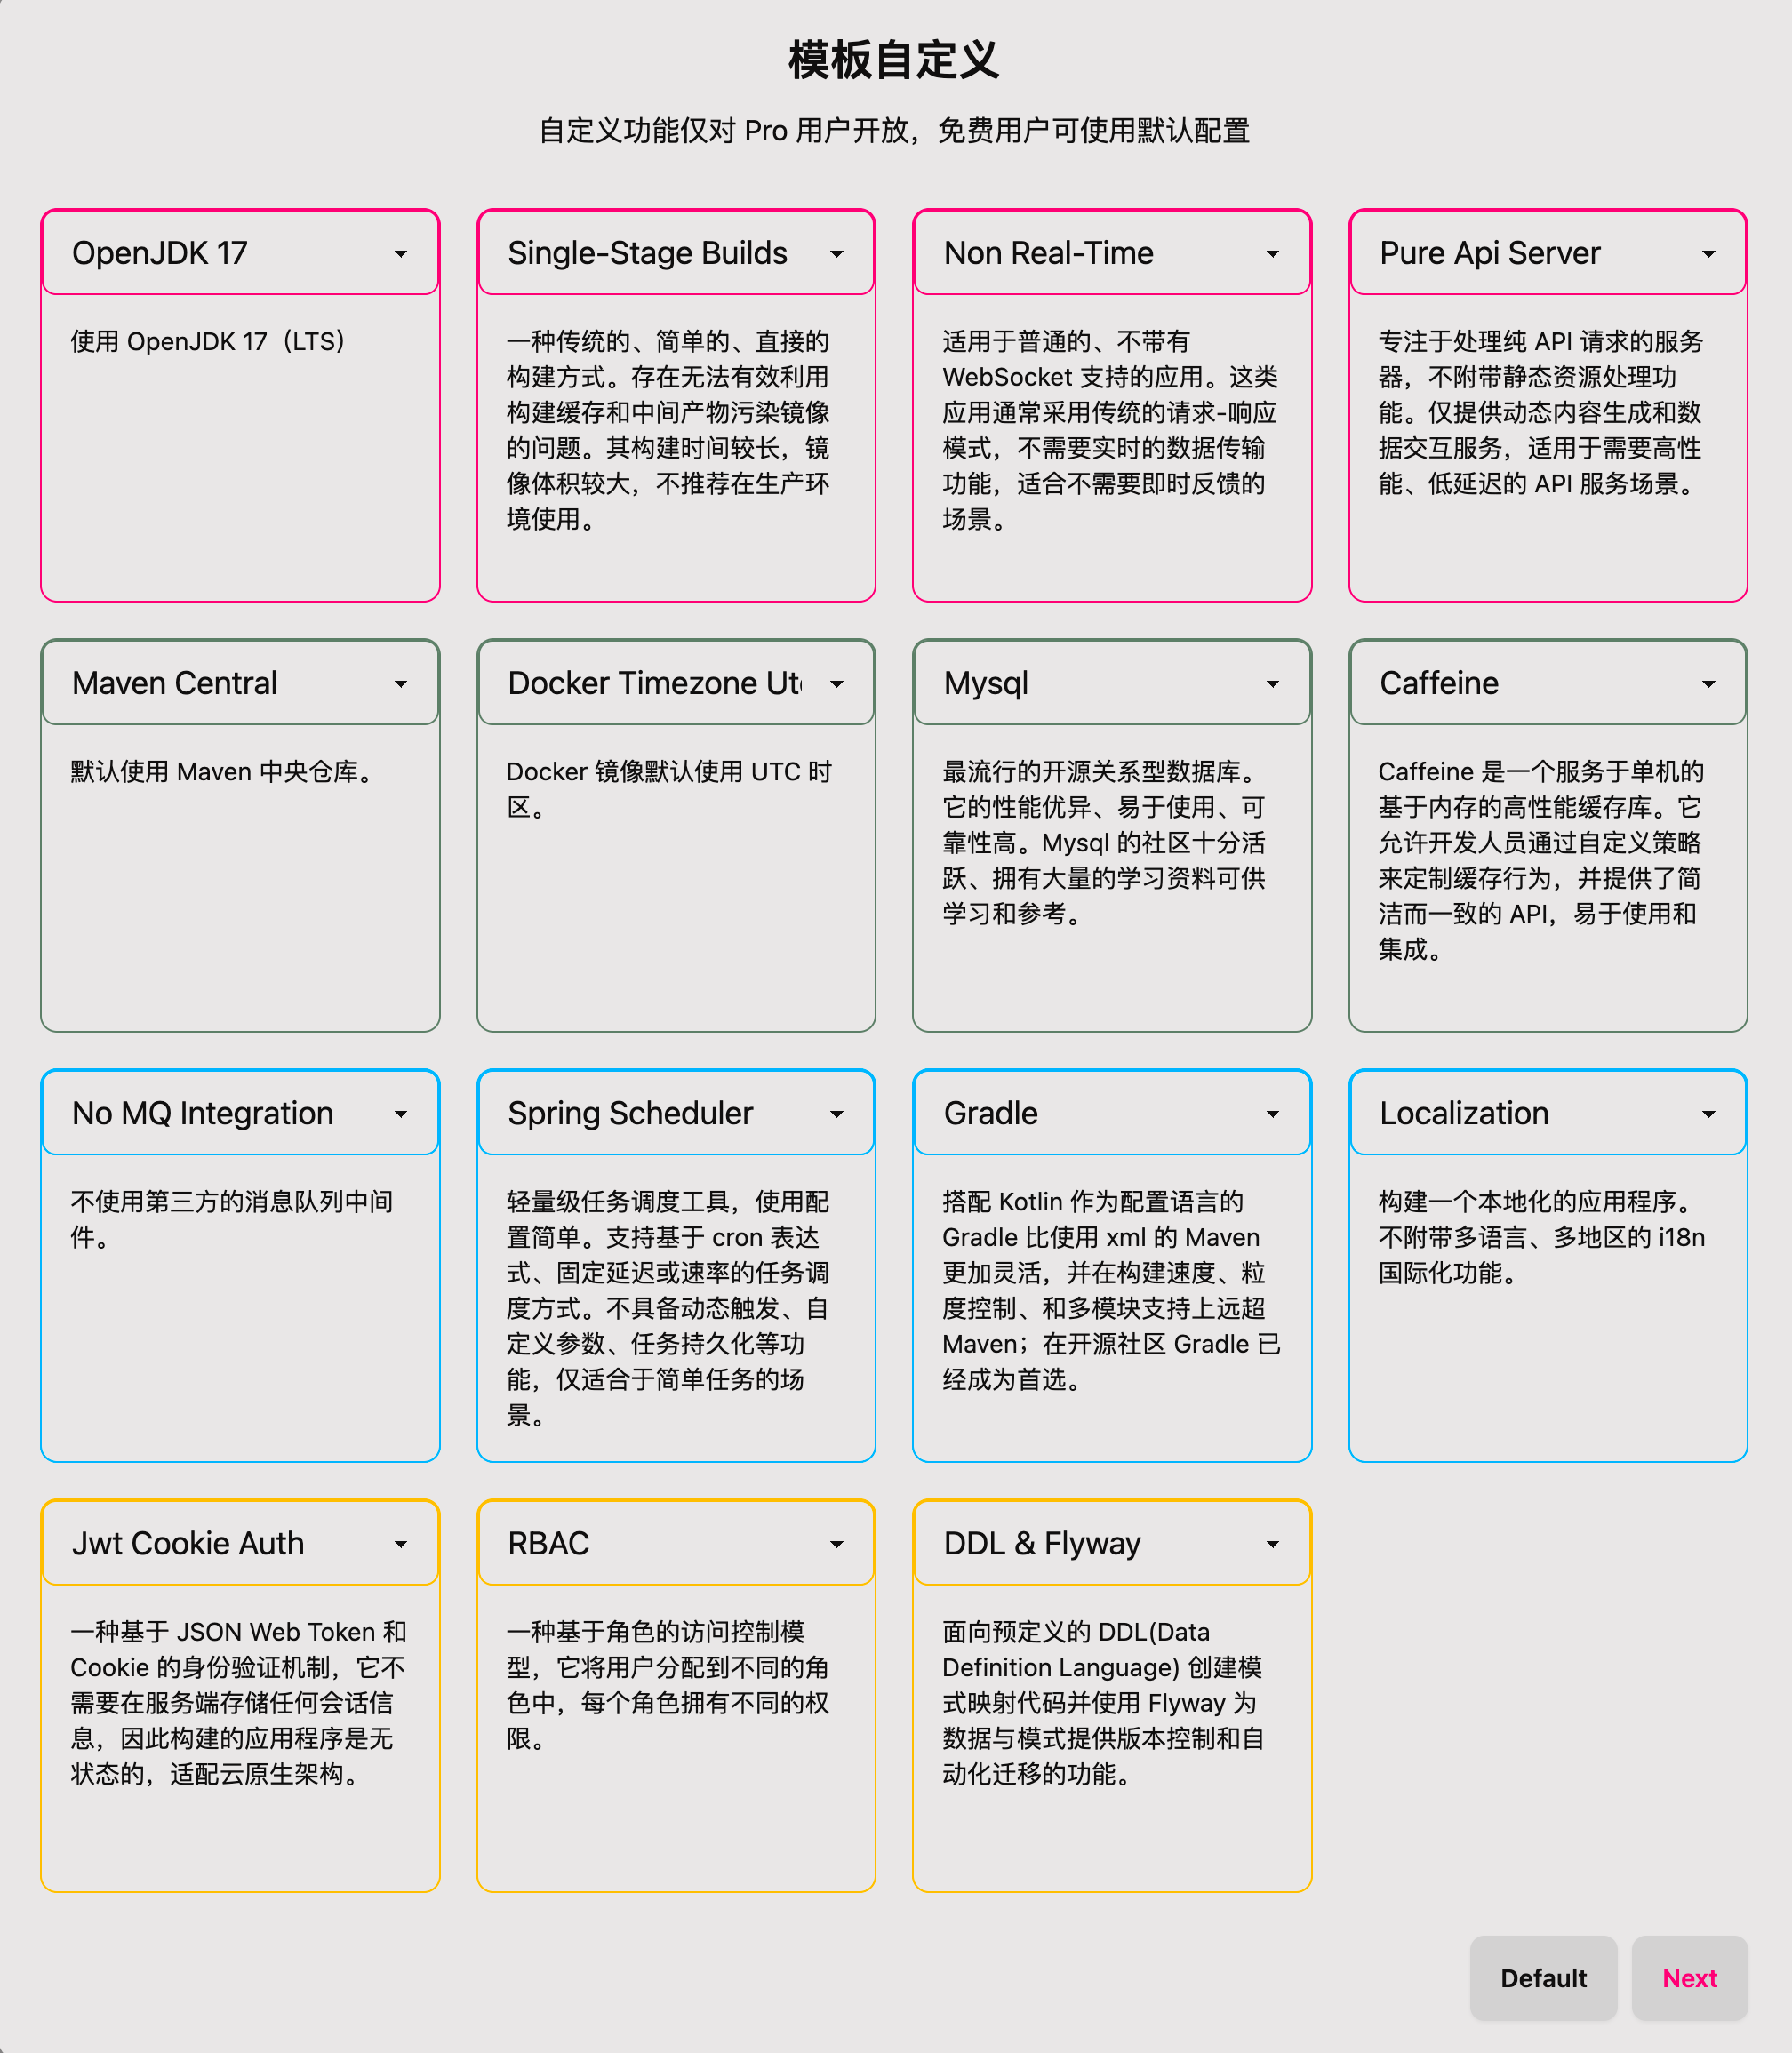 模板自定义
自定义功能仅对 Pro 用户开放，免费用户可使用默认配置
OpenJDK 17
使用 OpenJDK 17（LTS）
Single-Stage Builds
一种传统的、简单的、直接的
构建方式。存在无法有效利用
构建缓存和中间产物污染镜像
的问题。其构建时间较长，镜
像体积较大，不推荐在生产环
境使用。
Non Real-Time
适用于普通的、不带有
WebSocket 支持的应用。这类
应用通常采用传统的请求-响应
模式，不需要实时的数据传输
功能，适合不需要即时反馈的
场景。
Pure Api Server
专注于处理纯 API 请求的服务
器，不附带静态资源处理功
能。仅提供动态内容生成和数
据交互服务，适用于需要高性
能、低延迟的 API 服务场景。
Maven Central
默认使用 Maven 中央仓库。
Docker Timezone Utc
Docker 镜像默认使用 UTC 时
区。
Mysql
最流行的开源关系型数据库。
它的性能优异、易于使用、可
靠性高。Mysql 的社区十分活
跃、拥有大量的学习资料可供
学习和参考。
Caffeine
Caffeine 是一个服务于单机的
基于内存的高性能缓存库。它
允许开发人员通过自定义策略
来定制缓存行为，并提供了简
洁而一致的 API，易于使用和
集成。
No MQ Integration
不使用第三方的消息队列中间
件。
Spring Scheduler
轻量级任务调度工具，使用配
置简单。支持基于 cron 表达
式、固定延迟或速率的任务调
度方式。不具备动态触发、自
定义参数、任务持久化等功
能，仅适合于简单任务的场
景。
Gradle
搭配 Kotlin 作为配置语言的
Gradle 比使用 xml 的 Maven
更加灵活，并在构建速度、粒
度控制、和多模块支持上远超
Maven；在开源社区 Gradle 已
经成为首选。
Localization
构建一个本地化的应用程序。
不附带多语言、多地区的 i18n
国际化功能。
Jwt Cookie Auth
一种基于 JSON Web Token 和
Cookie 的身份验证机制，它不
需要在服务端存储任何会话信
息，因此构建的应用程序是无
状态的，适配云原生架构。
RBAC
一种基于角色的访问控制模
型，它将用户分配到不同的角
色中，每个角色拥有不同的权
限。
DDL & Flyway
面向预定义的 DDL(Data
Definition Language) 创建模
式映射代码并使用 Flyway 为
数据与模式提供版本控制和自
动化迁移的功能。
Default
Next